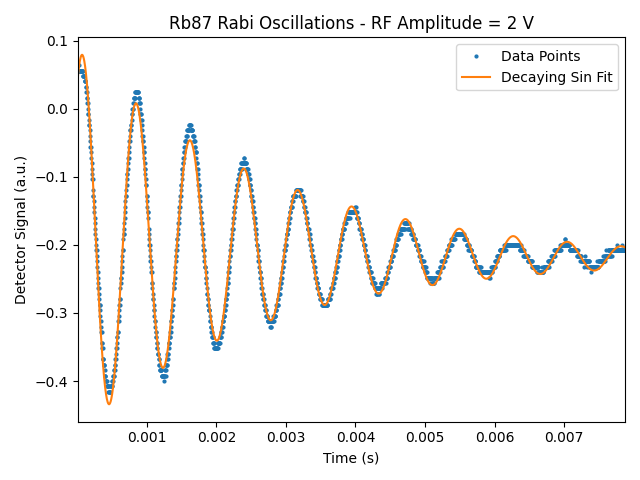 Rb87 Rabi Oscillations - RF Amplitude = 2 V
Data Points
Decaying Sin Fit
Detector Signal (a.u.)
0.1
0.0
−0.1
−0.2
−0.3
−0.4
0.001 0.002 0.003 0.004 0.005 0.006 0.007
Time (s)